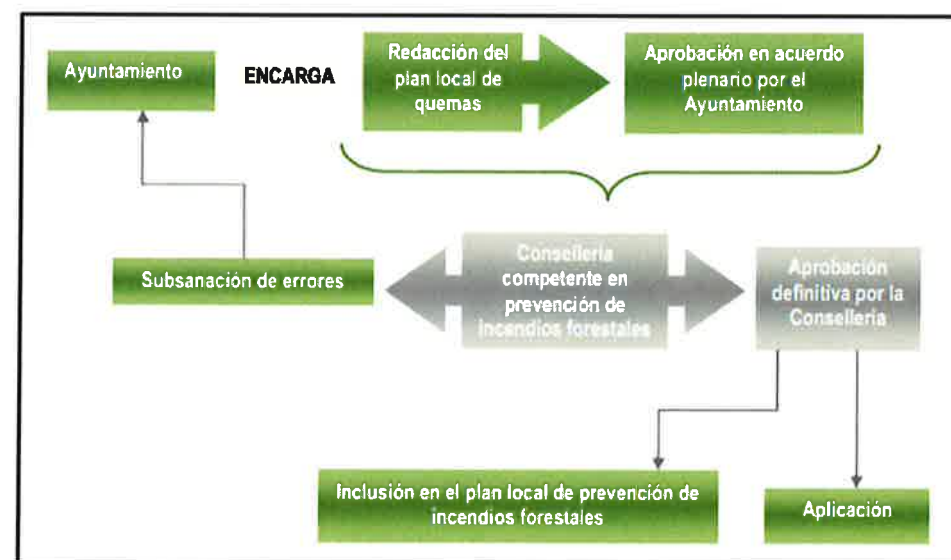 Ayuntamiento
ENCARGA
Redacción del
plan local de
quemas
Aprobación en acuerdo
plenario por el
Ayuntamiento
Subsanación de errores
Conselleria
competente en
prevención de
incendios forestales
Aprobación
definitiva por la
Conselleria
Inclusión en el plan local de prevención de
incendios forestales
Aplicación